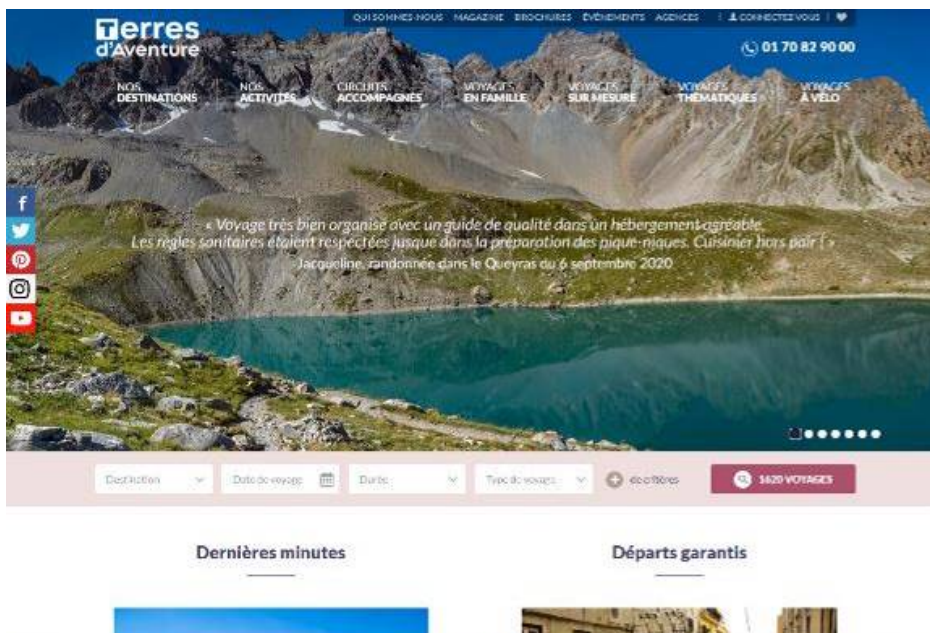 Terres
d'Aventure
QUI SOMMES-NOUS MAGAZINE BROCHURES ÉVÈNEMENTS AGENCES | CONNECTEZ VOUS |
01 70 82 90 00
NOS
DESTINATIONS
NOS
ACTIVITÉS
CIRCUITS
ACCOMPAGNÉS
VOYAGES
EN FAMILLE
VOYAGES
SUR MESURE
VOYAGES
THÉMATIQUES
VOYAGES
À VÉLO
« Voyage très bien organisé avec un guide de qualité dans un hébergement agréable.
Les règles sanitaires étaient respectées jusque dans la préparation des pique-niques. Cuisinier hors pair ! »
Jacqueline, randonnée dans le Queyras du 6 septembre 2020
Destination
Date de voyage
Durée
Type de voyage
de critères
1620 VOYAGES
Dernières minutes
Départs garantis